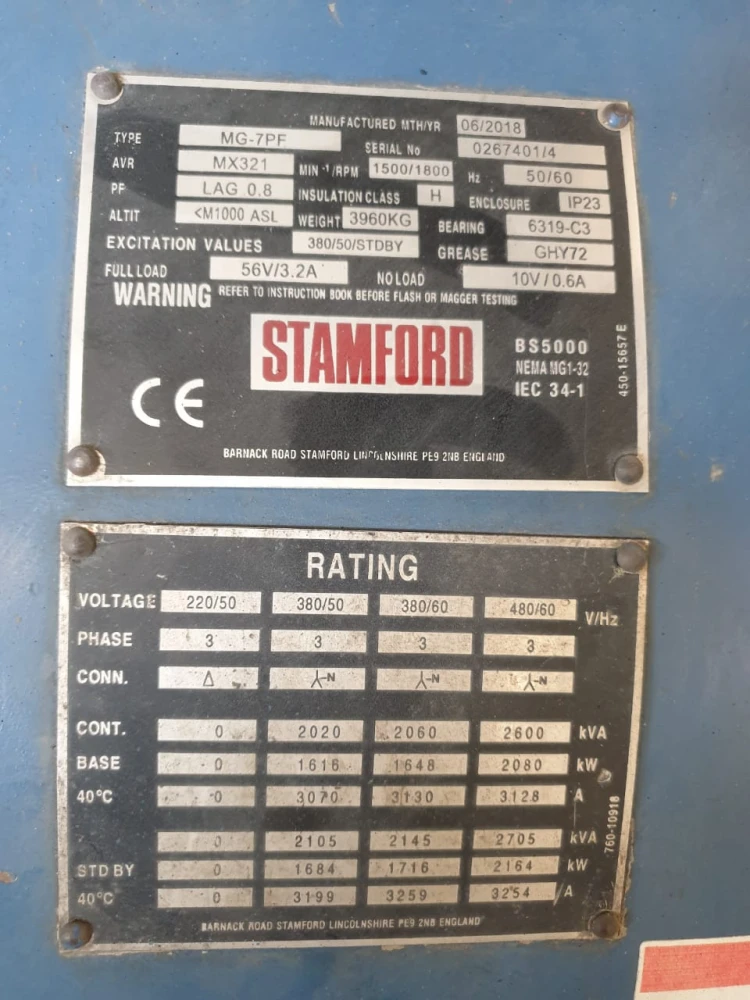 MANUFACTURED MTH/YR 06/2018
TYPE MG-7PF SERIAL No 0267401/4
AVR MX321 MIN⁻¹/RPM 1500/1800 Hz 50/60
PF LAG 0.8 INSULATION CLASS H ENCLOSURE IP23
ALTIT <M1000 ASL WEIGHT 3960KG BEARING 6319-C3
EXCITATION VALUES 380/50/STDBY GREASE GHY72
FULL LOAD 56V/3.2A NO LOAD 10V/0.6A
WARNING REFER TO INSTRUCTION BOOK BEFORE FLASH OR MAGGER TESTING
STAMFORD
BS5000
NEMA MG1-32
IEC 34-1
450-15657 E
CE
BARNACK ROAD STAMFORD LINCOLNSHIRE PE9 2NB ENGLAND
RATING
VOLTAGE 220/50 380/50 380/60 480/60 V/Hz
PHASE 3 3 3 3
CONN. Δ ⅄-N ⅄-N ⅄-N
CONT. 0 2020 2060 2600 kVA
BASE 0 1616 1648 2080 kW
40°C 0 3070 3130 3128 A
0 2105 2145 2705 kVA
STDBY 0 1684 1716 2164 kW
40°C 0 3199 3259 3254 A
760-10918
BARNACK ROAD STAMFORD LINCOLNSHIRE PE9 2NB ENGLAND